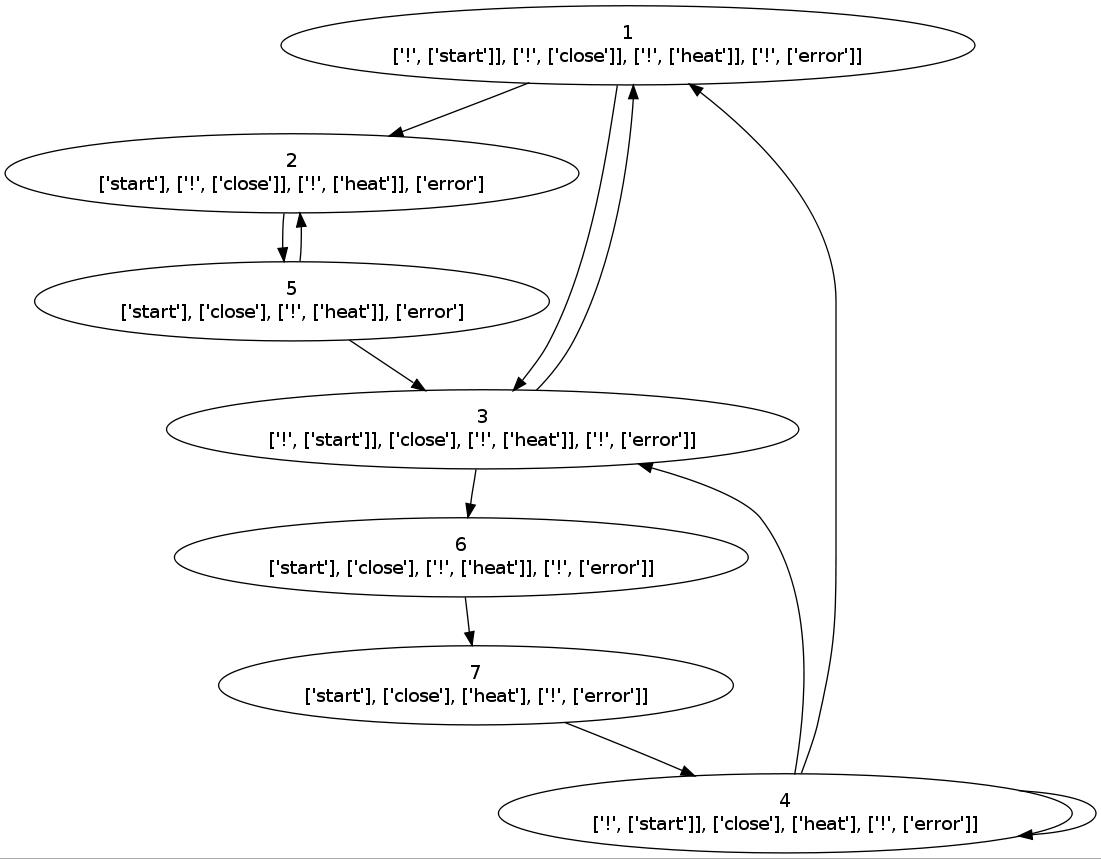 1
['!', ['start']], ['!', ['close']], ['!', ['heat']], ['!', ['error']]
2
['start'], ['!', ['close']], ['!', ['heat']], ['error']
5
['start'], ['close'], ['!', ['heat']], ['error']
3
['!', ['start']], ['close'], ['!', ['heat']], ['!', ['error']]
6
['start'], ['close'], ['!', ['heat']], ['!', ['error']]
7
['start'], ['close'], ['heat'], ['!', ['error']]
4
['!', ['start']], ['close'], ['heat'], ['!', ['error']]